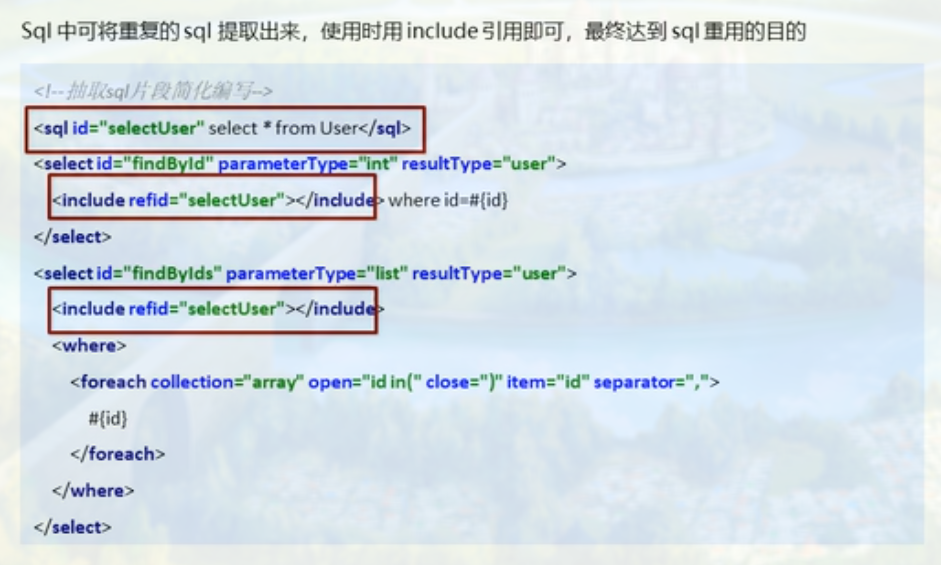 Sql 中可将重复的 sql 提取出来，使用时用 include 引用即可，最终达到 sql 重用的目的
<!--抽取sql片段简化编写-->
<sql id="selectUser" select * from User</sql>
<select id="findById" parameterType="int" resultType="user">
<include refid="selectUser"></include> where id=#{id}
</select>
<select id="findByIds" parameterType="list" resultType="user">
<include refid="selectUser"></include>
<where>
<foreach collection="array" open="id in(" close=")" item="id" separator=",">
#{id}
</foreach>
</where>
</select>